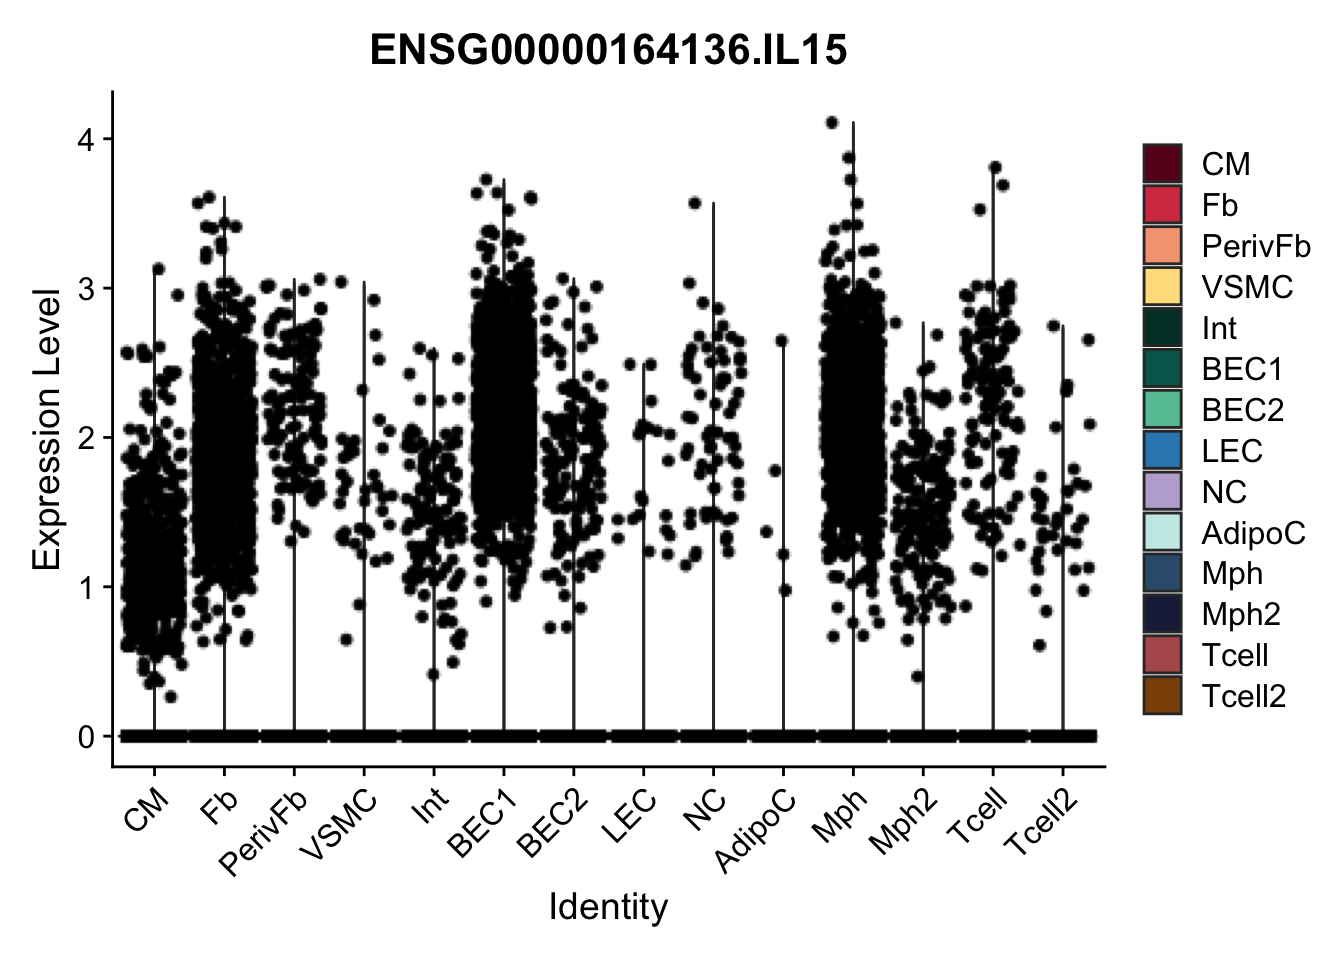 ENSG00000164136.IL15
Expression Level
4
3
2
1
0
CM
Fb
PerivFb
VSMC
Int
BEC1
BEC2
LEC
NC
AdipoC
Mph
Mph2
Tcell
Tcell2
Identity
CM
Fb
PerivFb
VSMC
Int
BEC1
BEC2
LEC
NC
AdipoC
Mph
Mph2
Tcell
Tcell2